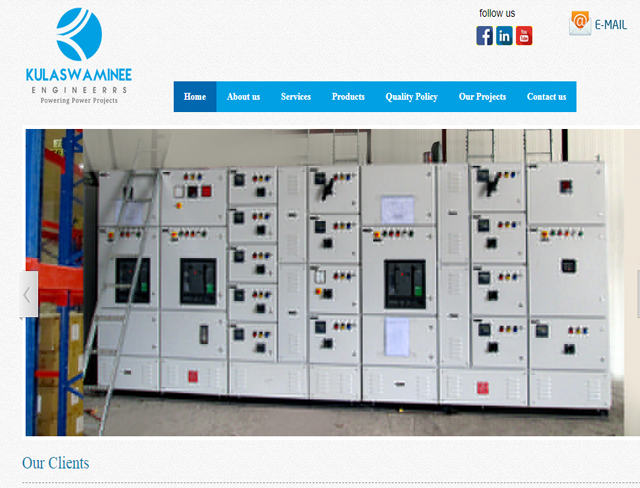 follow us
E-MAIL
KULASWAMINEE
ENGINEERRS
Powering Power Projects
Home About us Services Products Quality Policy Our Projects Contact us
Our Clients